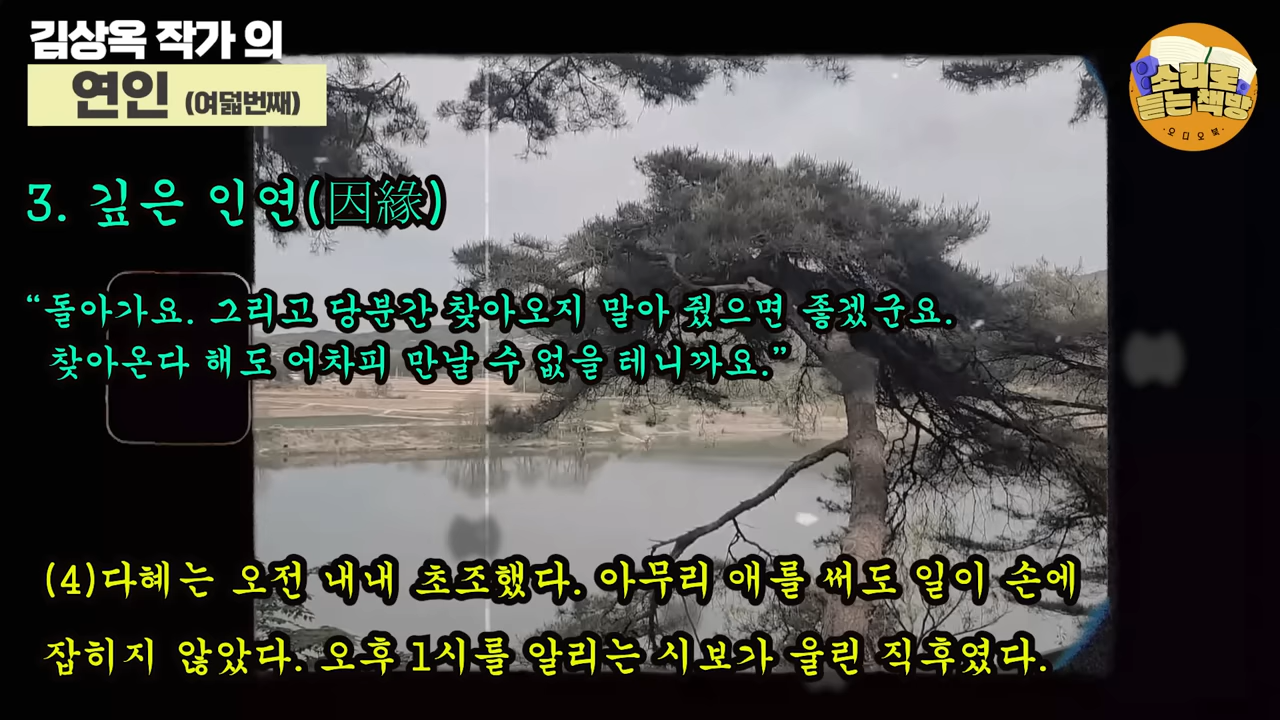 김상옥 작가 의
연인 (여덟번째)
소리로
듣는 책방
·오디오북·
3. 깊은 인연(因緣)
“돌아가요. 그리고 당분간 찾아오지 말아 줬으면 좋겠군요.
찾아온다 해도 어차피 만날 수 없을 테니까요.”
(4)다혜는 오전 내내 초조했다. 아무리 애를 써도 일이 손에
잡히지 않았다. 오후 1시를 알리는 시보가 울린 직후였다.